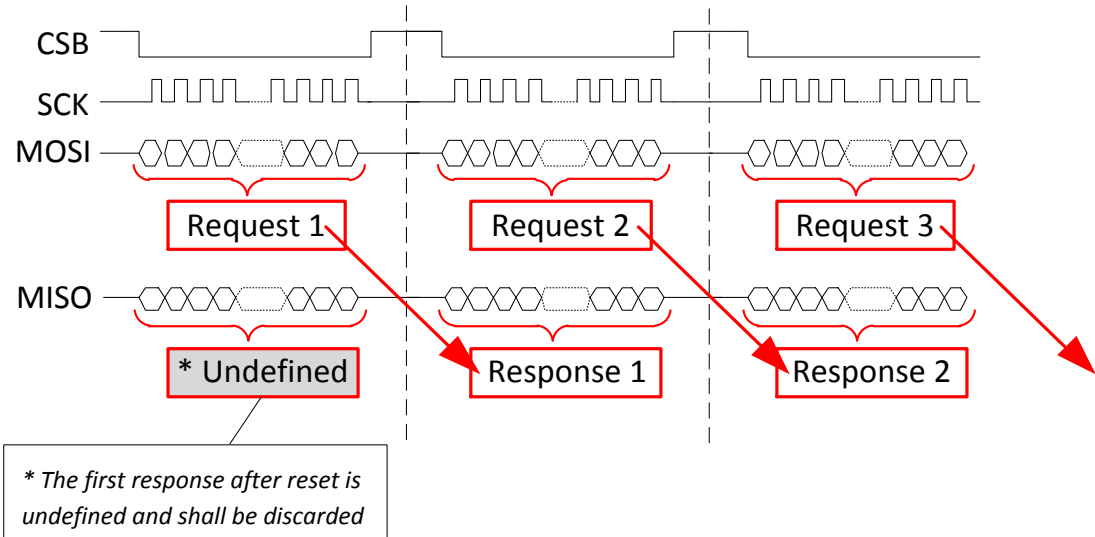 CSB
SCK
MOSI
Request 1
Request 2
Request 3
MISO
* Undefined
Response 1
Response 2
* The first response after reset is
undefined and shall be discarded